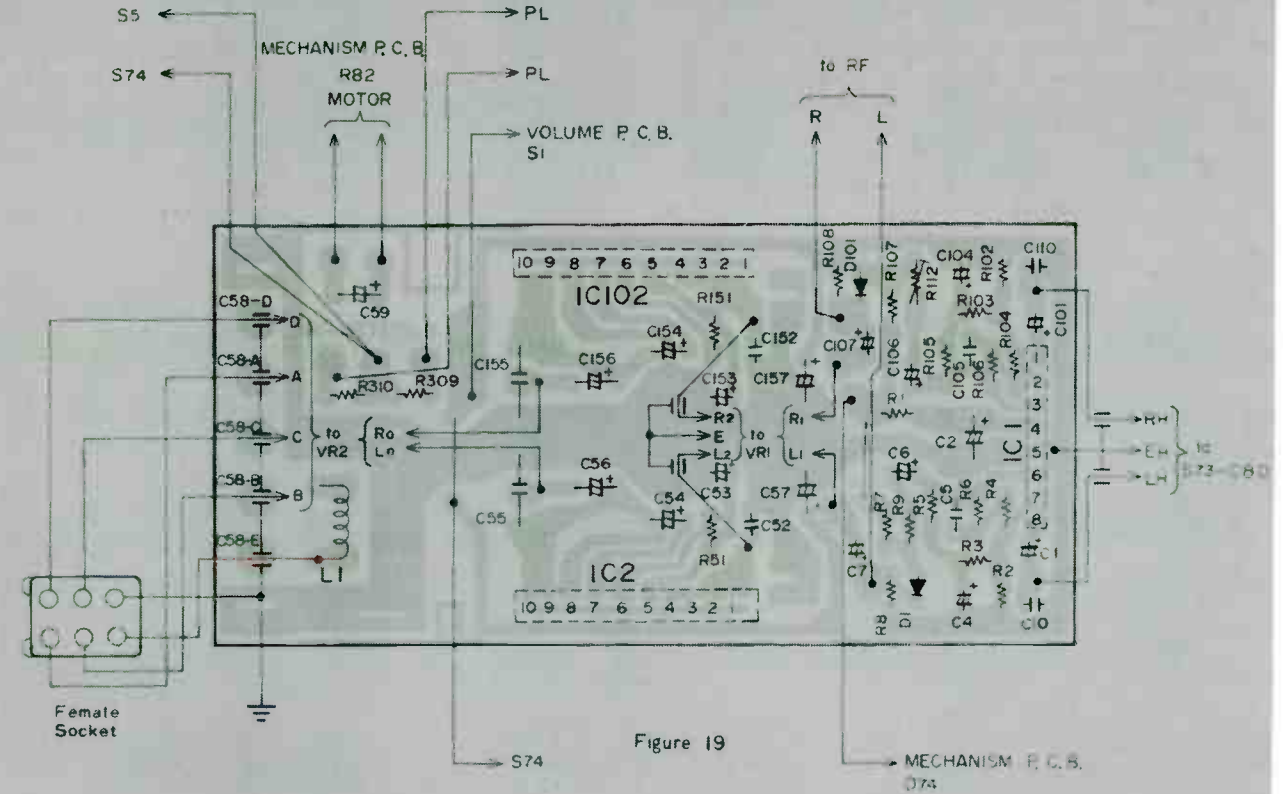 S5
PL
MECHANISM P.C.B.
R82
MOTOR
S74
PL
to RF
R L
VOLUME P.C.B.
S1
10 9 8 7 6 5 4 3 2 1
IC102
R151
R108
D101
R107
R112
C104
R102
C110
C58-D
D
C59
R103
C101
R104
C154
C152
C107
C58-A
A
C155
C156
C157
C106
R105
C105
R106
R310
R309
C153
1
2
3
4
5
6
7
8
IC1
C58-C
C
to
VR2
Ro
R2
E
L2
to
VR1
R1
L1
C2
RH
EH
LH
C58-B
B
C56
C53
C57
C6
C55
C54
C52
R7
R9
R5
C5
R6
R4
C58-E
L1
R51
C7
R3
C1
IC2
R2
10 9 8 7 6 5 4 3 2 1
R8
D1
C4
C10
Female
Socket
Figure 19
S74
MECHANISM P.C.B.